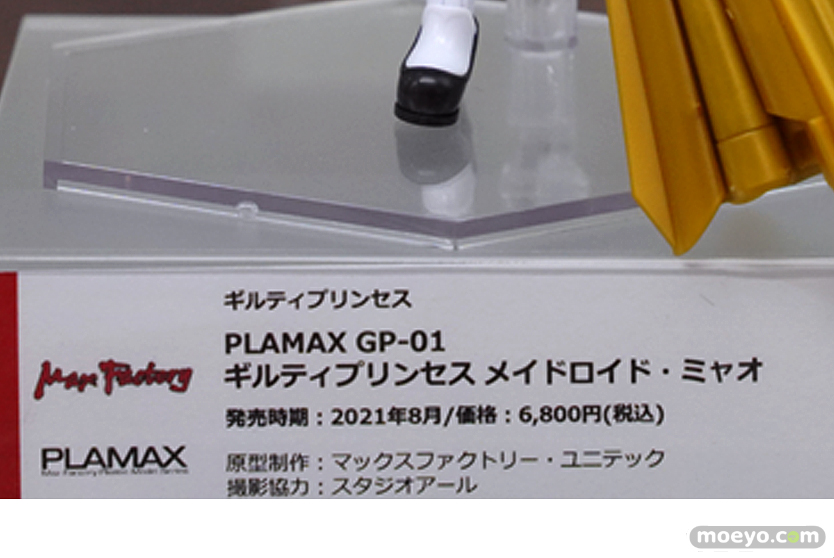 ギルティプリンセス
PLAMAX GP-01
ギルティプリンセス メイドロイド・ミャオ
Max Factory
発売時期：2021年8月/価格：6,800円(税込)
PLAMAX
原型制作：マックスファクトリー・ユニテック
撮影協力：スタジオアール
moeyo.com